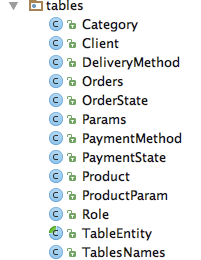 tables
Category
Client
DeliveryMethod
Orders
OrderState
Params
PaymentMethod
PaymentState
Product
ProductParam
Role
TableEntity
TablesNames